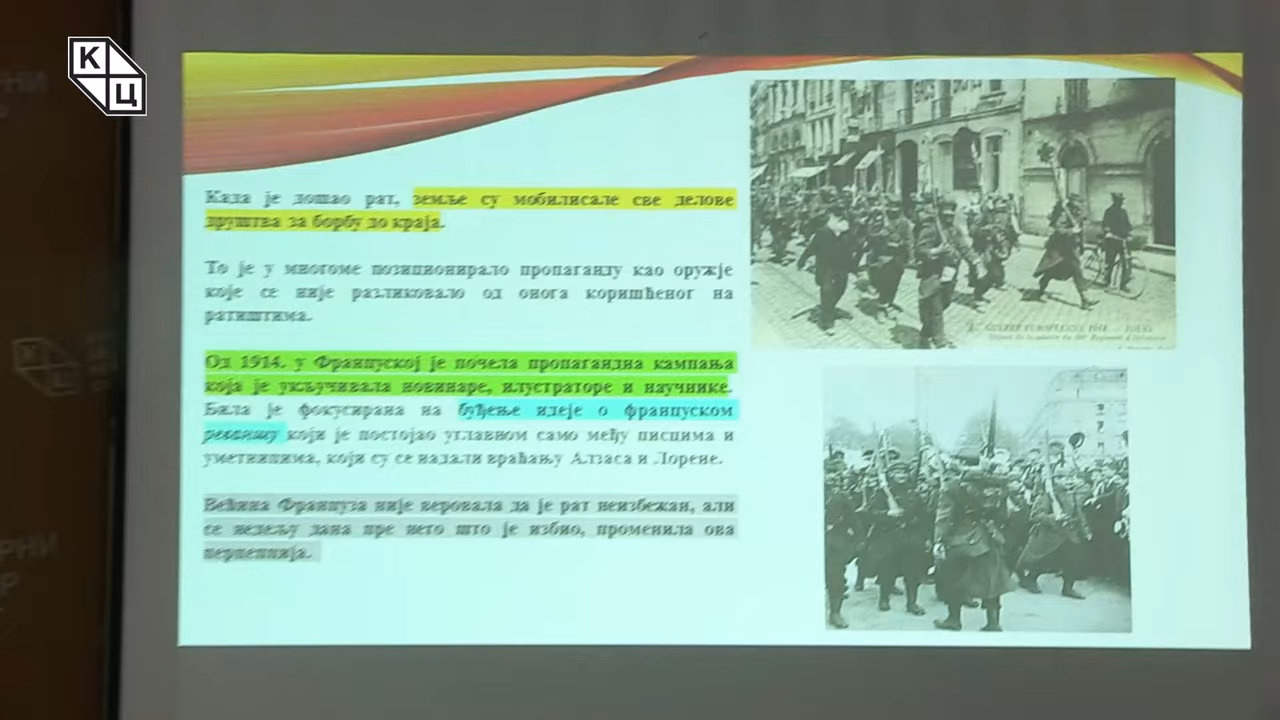 К
Ц
Када је дошао рат, земље су мобилисале све делове
друштва за борбу до краја.
То је у многоме позиционирало пропаганду као оружје
које се није разликовало од онога коришћеног на
ратиштима.
Од 1914. у Француској је почела пропагандна кампања
која је укључивала новинаре, илустраторе и научнике.
Била је фокусирана на буђење идеје о француском
реваншу који је постојао углавном само међу писцима и
уметницима, који су се надали враћању Алзаса и Лорене.
Већина Француза није веровала да је рат неизбежан, али
се недељу дана пре него што је избио, променила ова
перцепција.
GUERRE EUROPÉENNE 1914